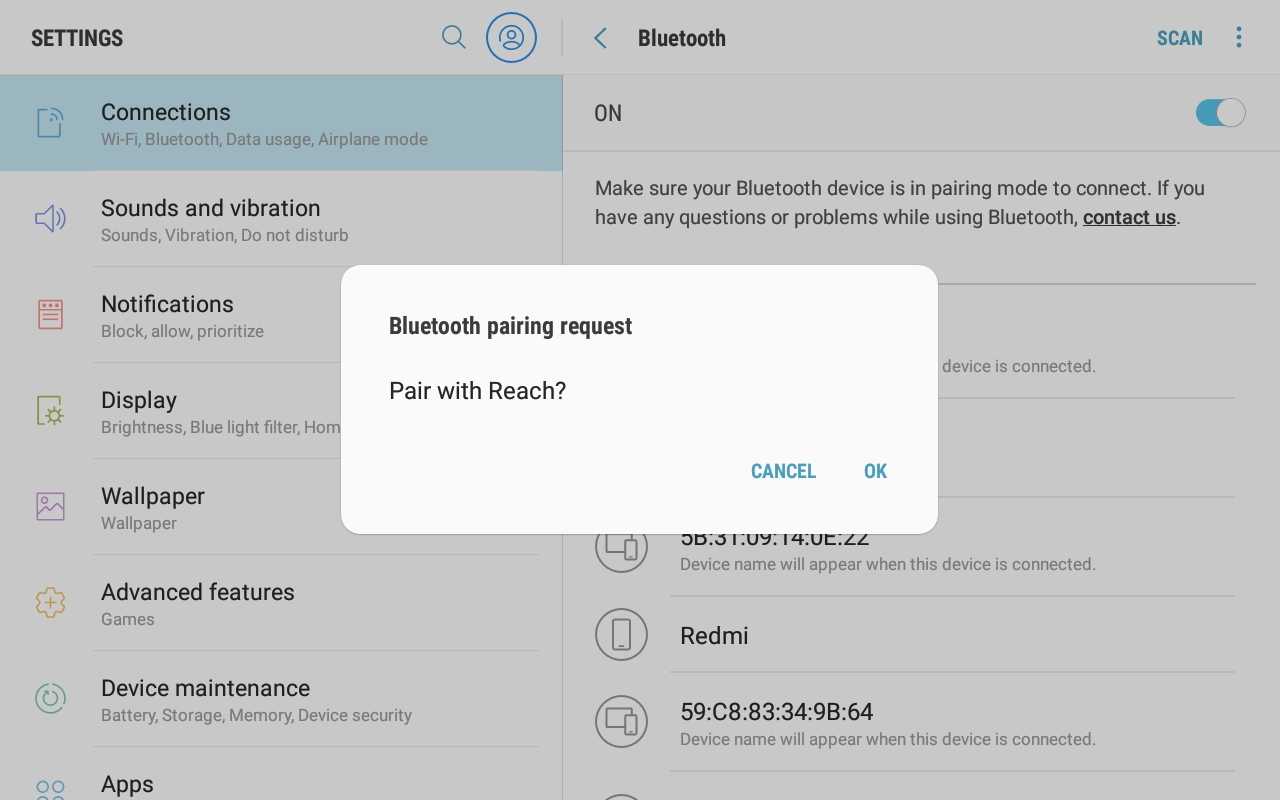 SETTINGS
Connections
Wi-Fi, Bluetooth, Data usage, Airplane mode
Sounds and vibration
Sounds, Vibration, Do not disturb
Notifications
Block, allow, prioritize
Display
Brightness, Blue light filter, Hom
Wallpaper
Wallpaper
Advanced features
Games
Device maintenance
Battery, Storage, Memory, Device security
Apps
Bluetooth
SCAN
ON
Make sure your Bluetooth device is in pairing mode to connect. If you
have any questions or problems while using Bluetooth, contact us.
device is connected.
Bluetooth pairing request
Pair with Reach?
CANCEL
OK
5B:31:09:14:0E:22
Device name will appear when this device is connected.
Redmi
59:C8:83:34:9B:64
Device name will appear when this device is connected.